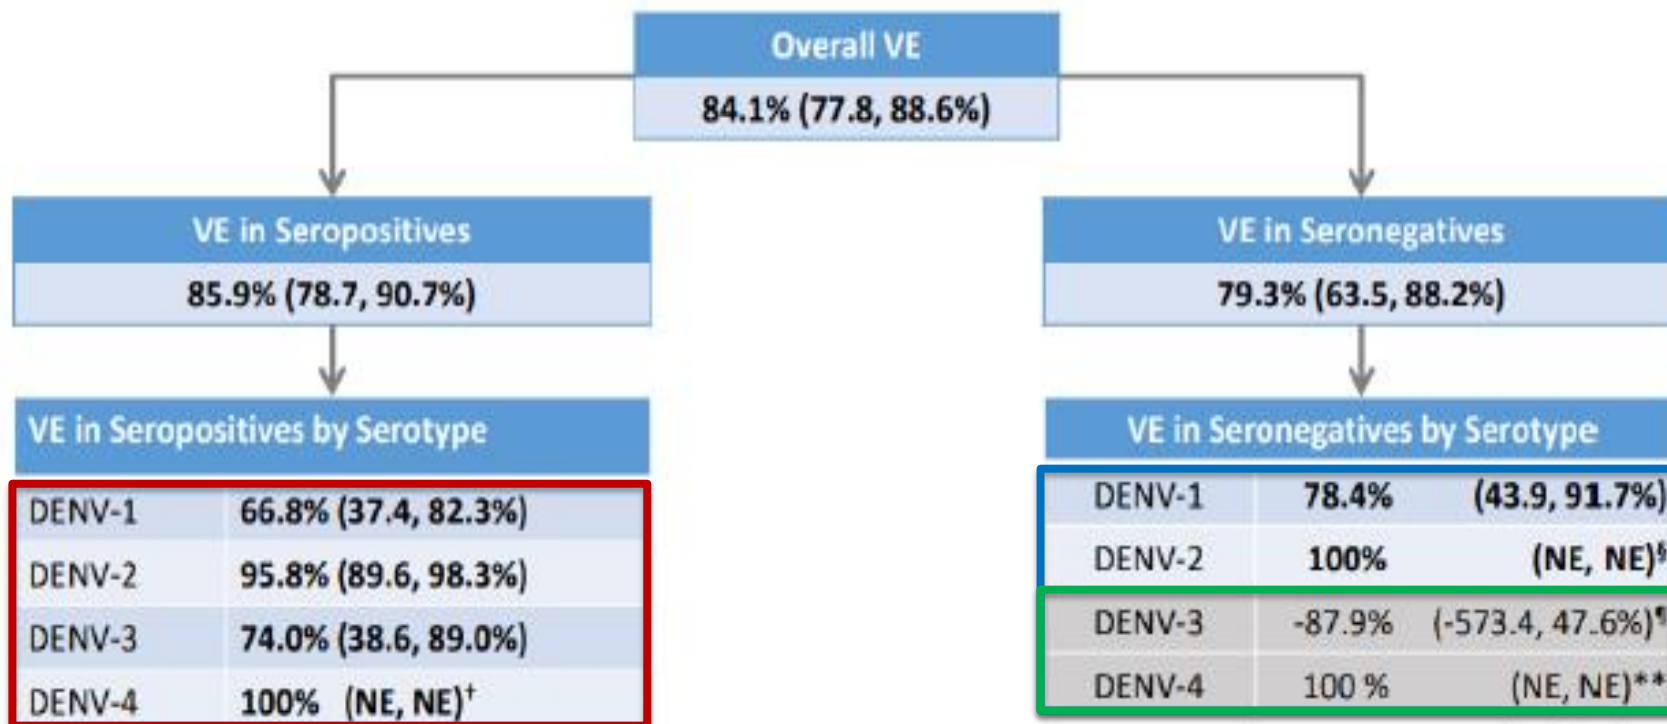 Overall VE
84.1% (77.8, 88.6%)
VE in Seropositives
85.9% (78.7, 90.7%)
VE in Seronegatives
79.3% (63.5, 88.2%)
VE in Seropositives by Serotype
DENV-1 66.8% (37.4, 82.3%)
DENV-2 95.8% (89.6, 98.3%)
DENV-3 74.0% (38.6, 89.0%)
DENV-4 100% (NE, NE)†
VE in Seronegatives by Serotype
DENV-1 78.4% (43.9, 91.7%)
DENV-2 100% (NE, NE)§
DENV-3 -87.9% (-573.4, 47.6%)¶
DENV-4 100 % (NE, NE)**